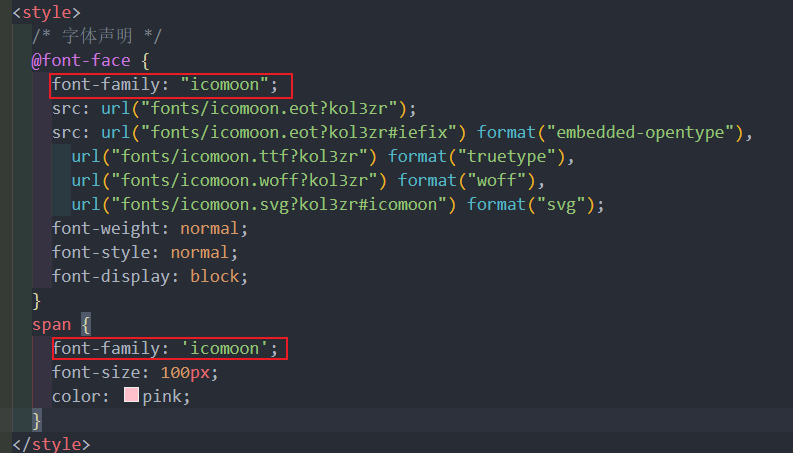 <style>
/* 字体声明 */
@font-face {
font-family: "icomoon";
src: url("fonts/icomoon.eot?kol3zr");
src: url("fonts/icomoon.eot?kol3zr#iefix") format("embedded-opentype"),
url("fonts/icomoon.ttf?kol3zr") format("truetype"),
url("fonts/icomoon.woff?kol3zr") format("woff"),
url("fonts/icomoon.svg?kol3zr#icomoon") format("svg");
font-weight: normal;
font-style: normal;
font-display: block;
}
span {
font-family: 'icomoon';
font-size: 100px;
color: pink;
}
</style>